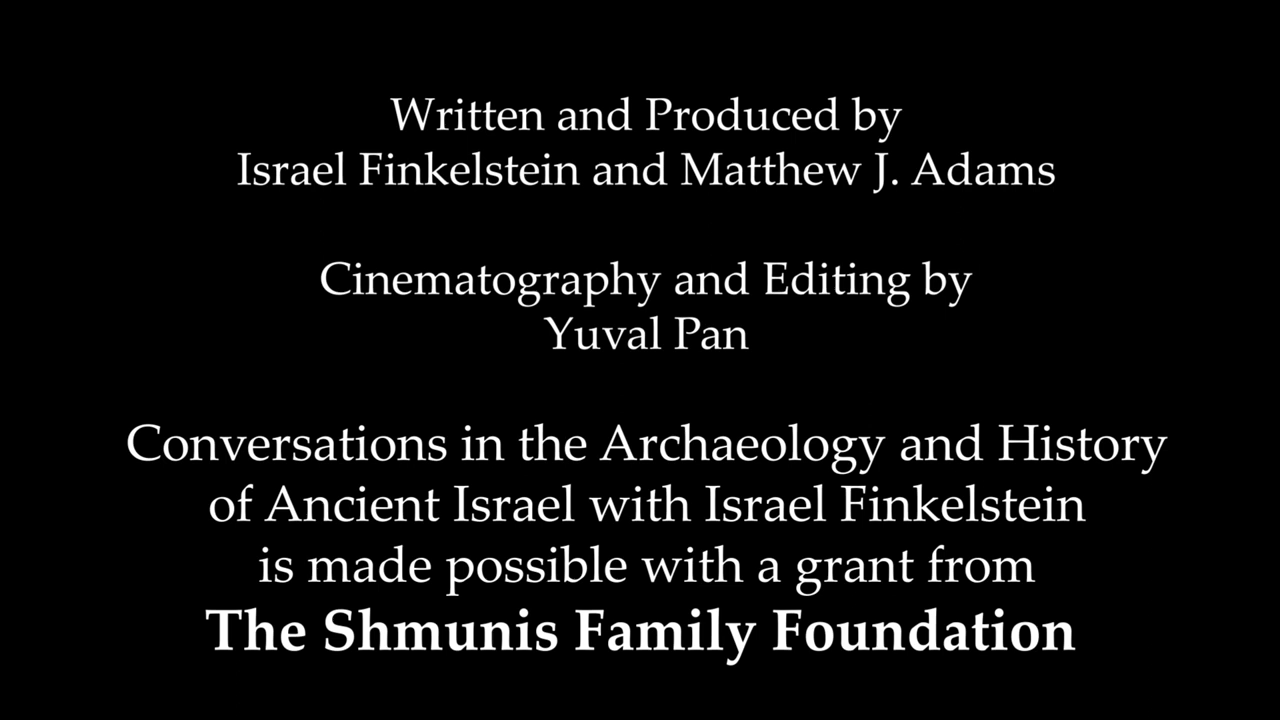 Written and Produced by
Israel Finkelstein and Matthew J. Adams
Cinematography and Editing by
Yuval Pan
Conversations in the Archaeology and History
of Ancient Israel with Israel Finkelstein
is made possible with a grant from
The Shmunis Family Foundation